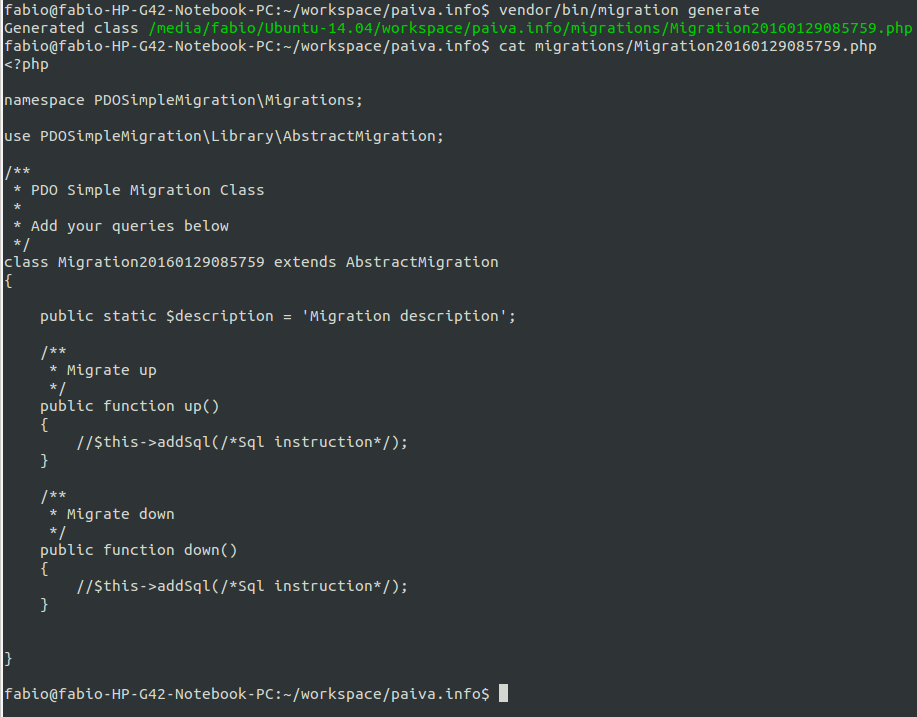 fabio@fabio-HP-G42-Notebook-PC:~/workspace/paiva.info$ vendor/bin/migration generate
Generated class /media/fabio/Ubuntu-14.04/workspace/paiva.info/migrations/Migration20160129085759.php
fabio@fabio-HP-G42-Notebook-PC:~/workspace/paiva.info$ cat migrations/Migration20160129085759.php
<?php

namespace PDOSimpleMigration\Migrations;

use PDOSimpleMigration\Library\AbstractMigration;

/**
 * PDO Simple Migration Class
 *
 * Add your queries below
 */
class Migration20160129085759 extends AbstractMigration
{

    public static $description = 'Migration description';

    /**
     * Migrate up
     */
    public function up()
    {
        //$this->addSql(/*Sql instruction*/);
    }

    /**
     * Migrate down
     */
    public function down()
    {
        //$this->addSql(/*Sql instruction*/);
    }


}

fabio@fabio-HP-G42-Notebook-PC:~/workspace/paiva.info$